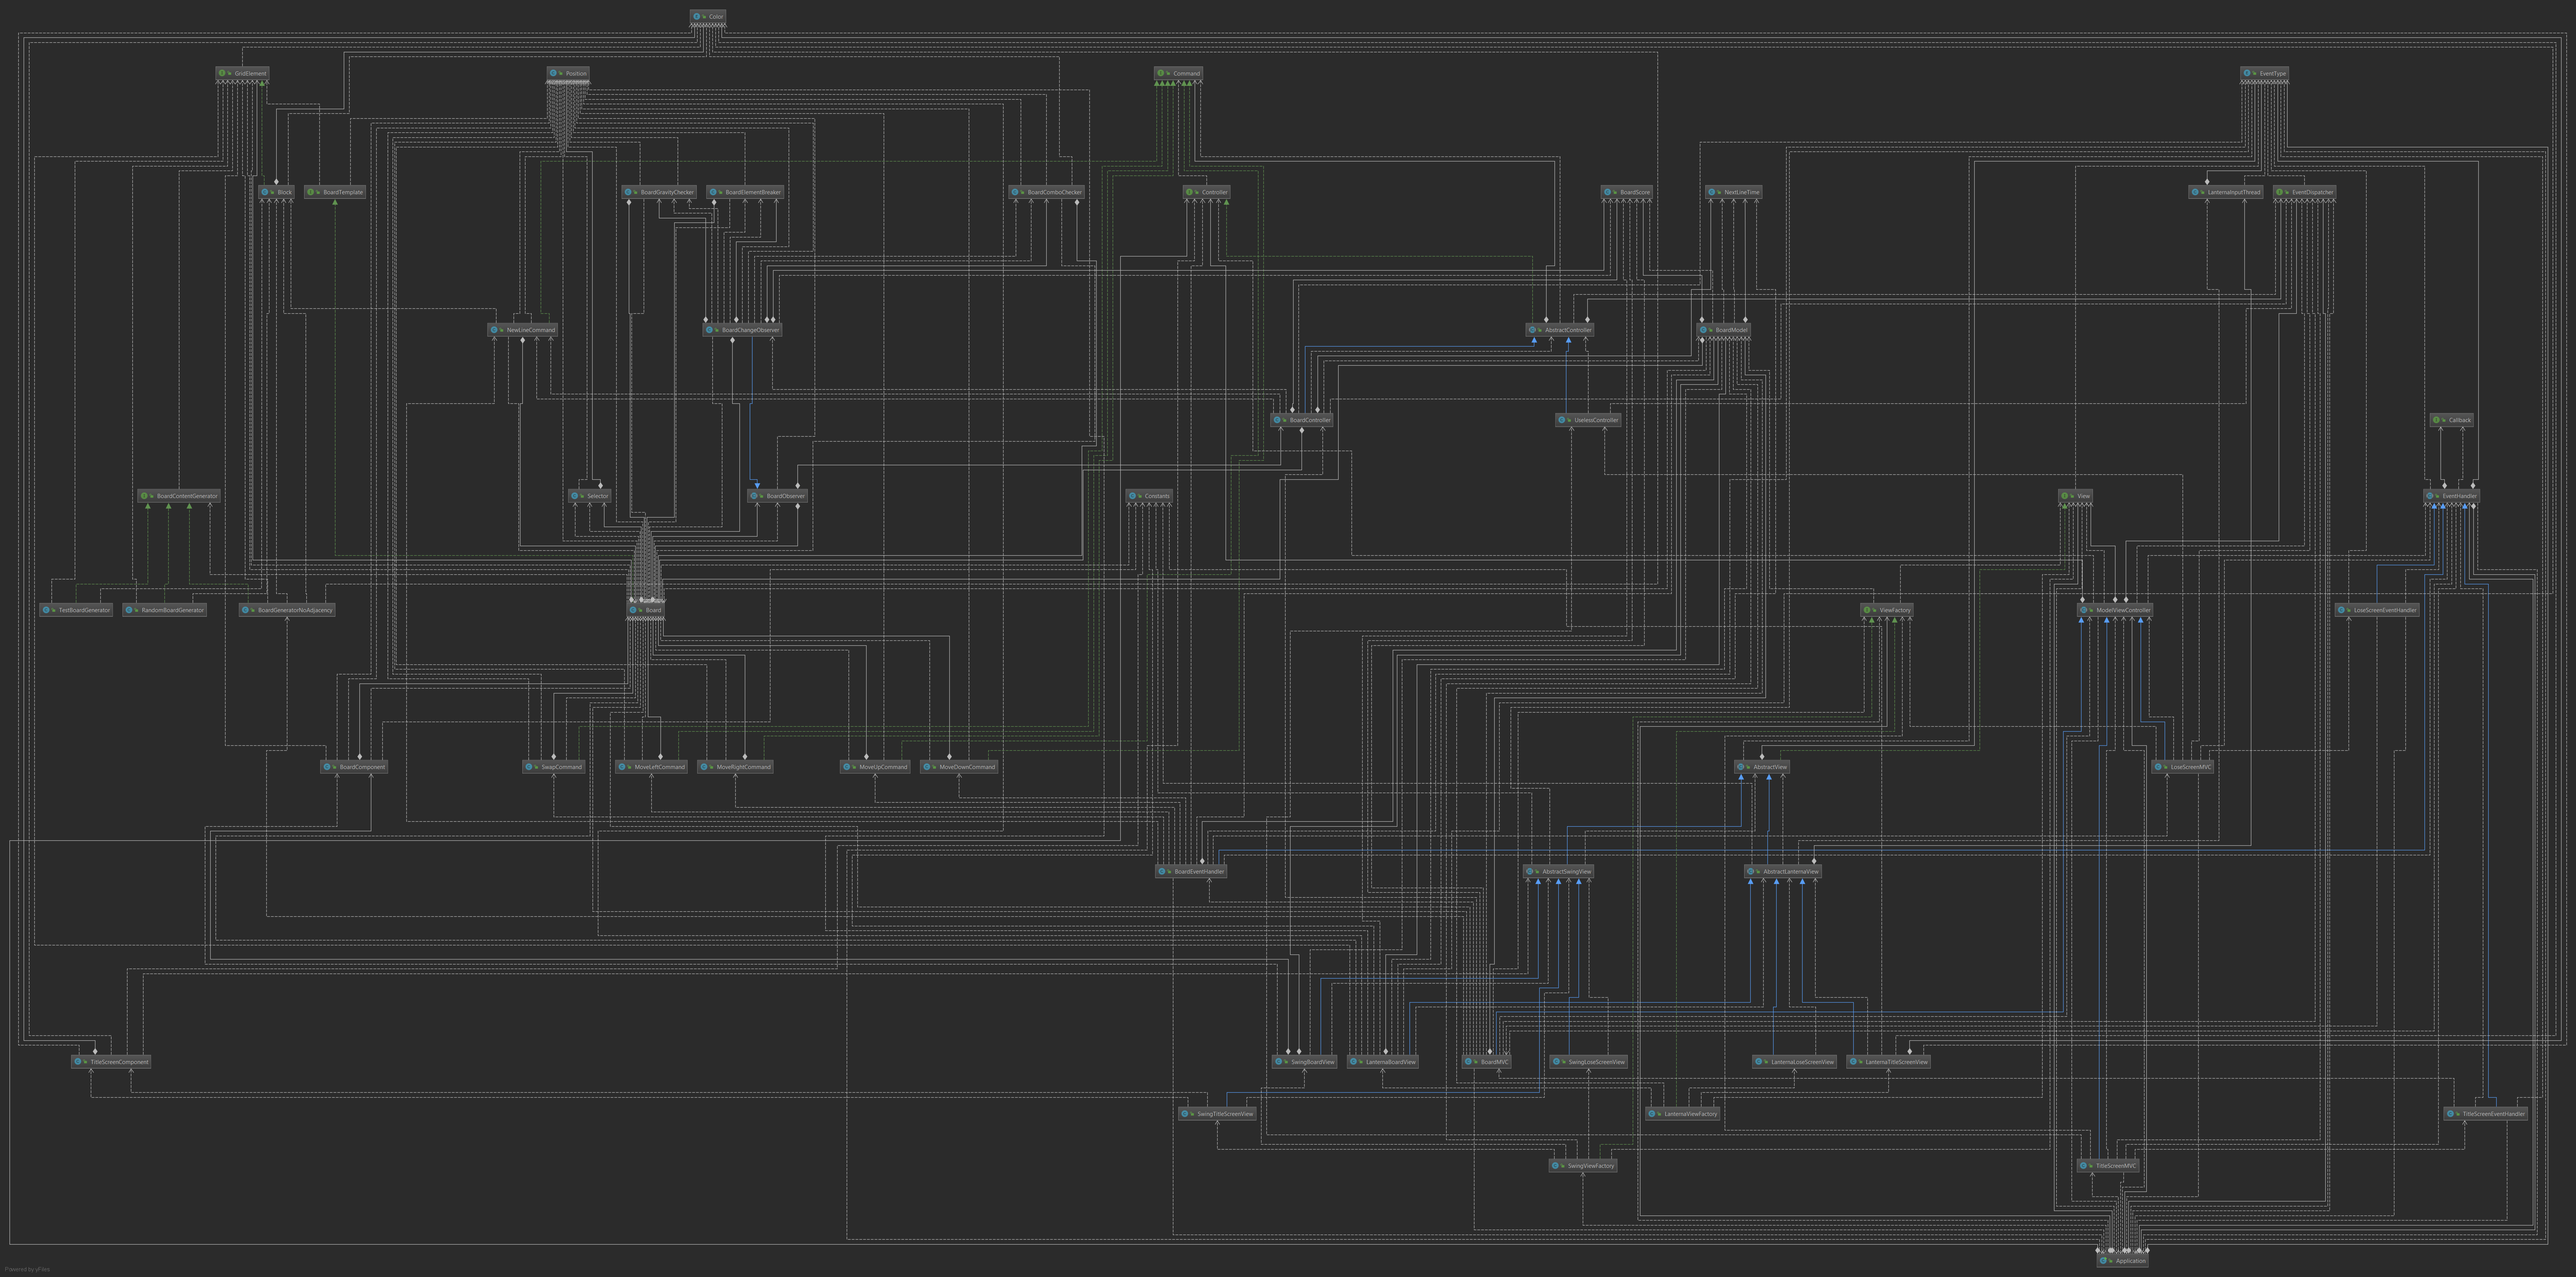 Color
GridElement
Position
Command
EventType
Block
BoardTemplate
BoardGravityChecker
BoardElementBreaker
BoardComboChecker
Controller
BoardScore
NextLineTime
LanternaInputThread
EventDispatcher
NewLineCommand
BoardChangeObserver
AbstractController
BoardModel
BoardController
UselessController
Callback
BoardContentGenerator
Selector
BoardObserver
Constants
View
EventHandler
TestBoardGenerator
RandomBoardGenerator
BoardGeneratorNoAdjacency
Board
ViewFactory
ModelViewController
LoseScreenEventHandler
BoardComponent
SwapCommand
MoveLeftCommand
MoveRightCommand
MoveUpCommand
MoveDownCommand
AbstractView
LoseScreenMVC
BoardEventHandler
AbstractSwingView
AbstractLanternaView
TitleScreenComponent
SwingBoardView
LanternaBoardView
BoardMVC
SwingLoseScreenView
LanternaLoseScreenView
LanternaTitleScreenView
SwingTitleScreenView
LanternaViewFactory
TitleScreenEventHandler
SwingViewFactory
TitleScreenMVC
Application
Powered by yFiles